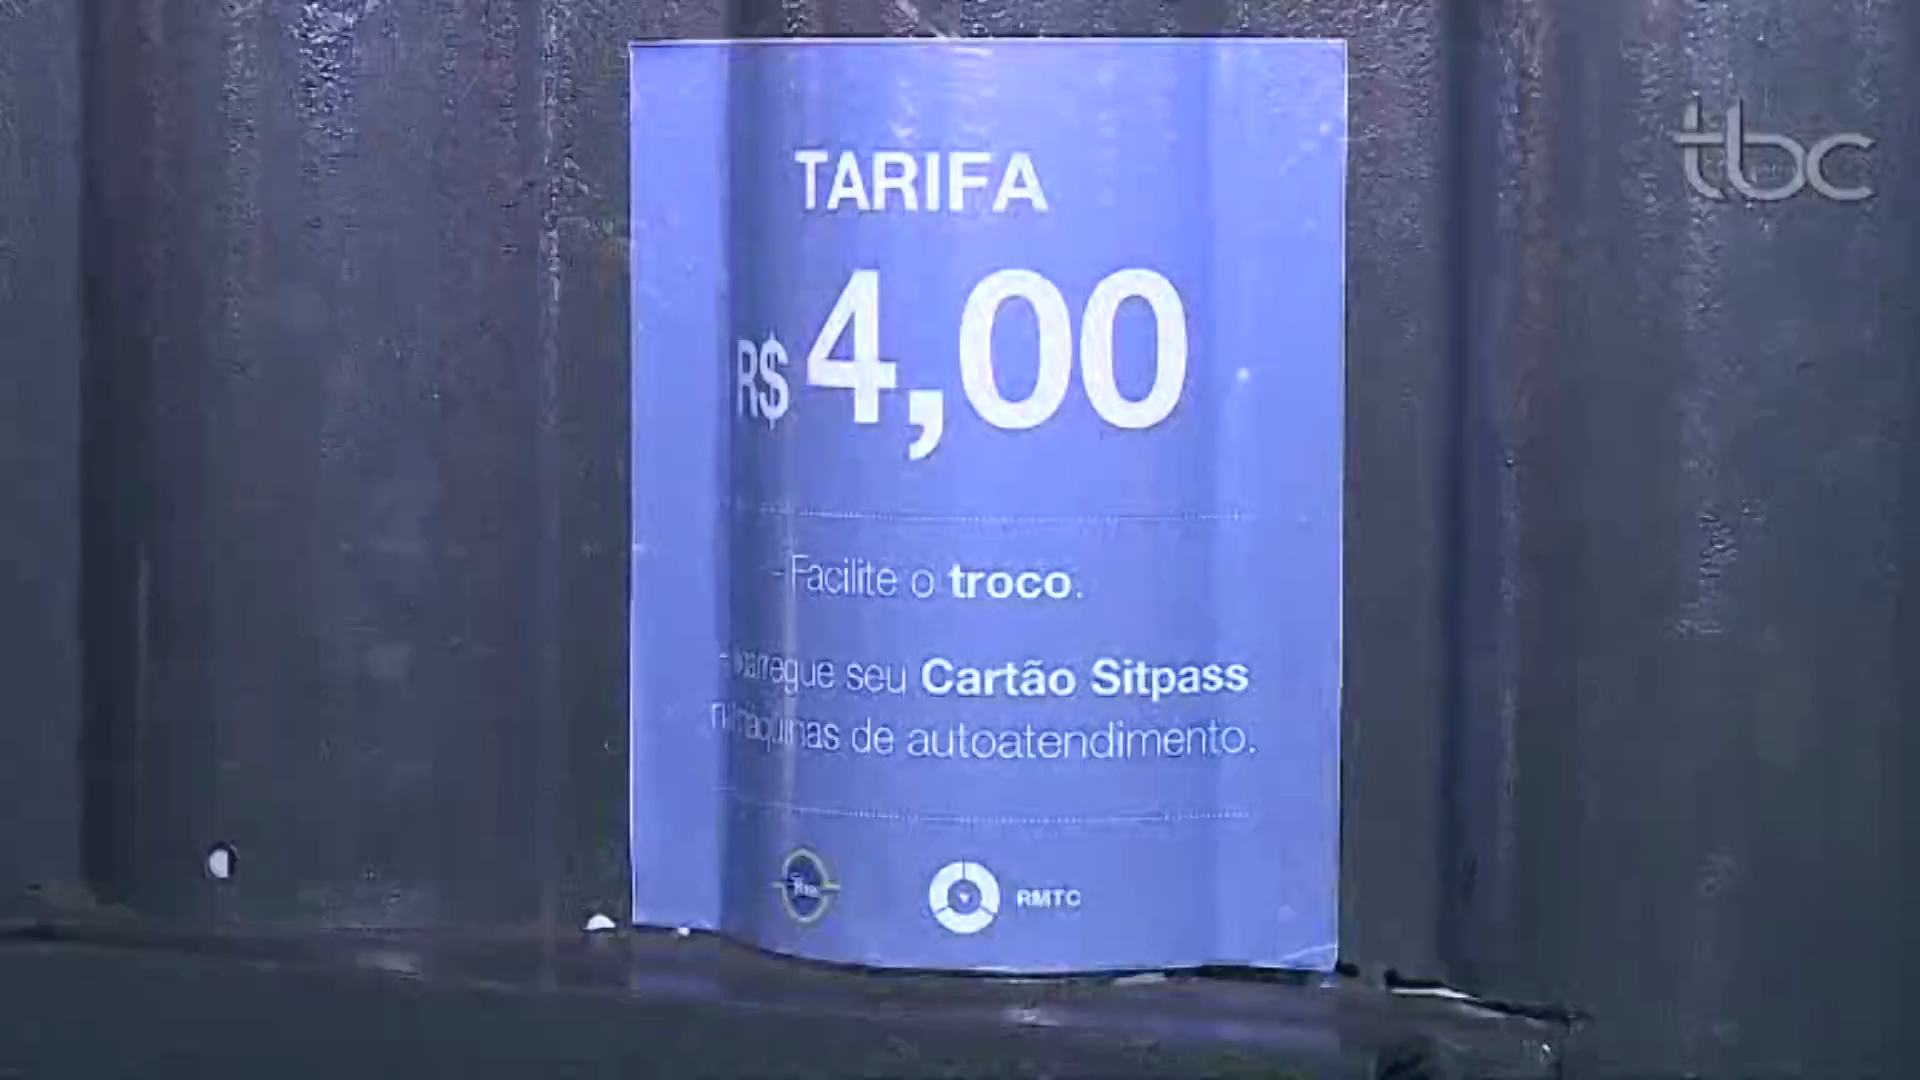 tbc
TARIFA
R$ 4,00
- Facilite o troco.
seu Cartão Sitpass
de autoatendimento.
RMTC